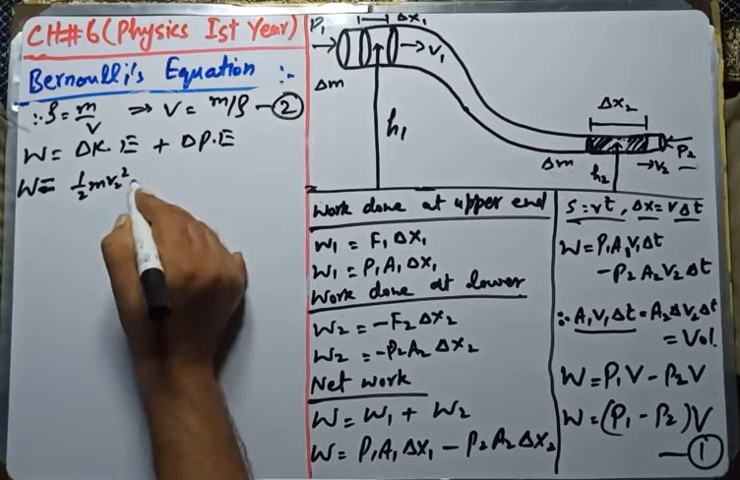 CH#6 (Physics Ist Year)
Bernoulli's Equation :-
∴ ρ = m/V ⇒ V = m/ρ — ②
W = ΔK.E + ΔP.E
W = 1/2 mv₂²
P₁ Δx₁ → v₁
Δm
h₁
Δx₂
Δm h₂ → v₂ P₂
Work done at upper end
W₁ = F₁ Δx₁
W₁ = P₁A₁ Δx₁
Work done at lower
W₂ = -F₂ Δx₂
W₂ = -P₂A₂ Δx₂
Net work
W = W₁ + W₂
W = P₁A₁Δx₁ - P₂A₂Δx₂
S = vt, Δx = vΔt
W = P₁A₁V₁Δt
- P₂A₂V₂Δt
∴ A₁V₁Δt = A₂ΔV₂Δt
= Vol.
W = P₁V - P₂V
W = (P₁ - P₂)V
— ①